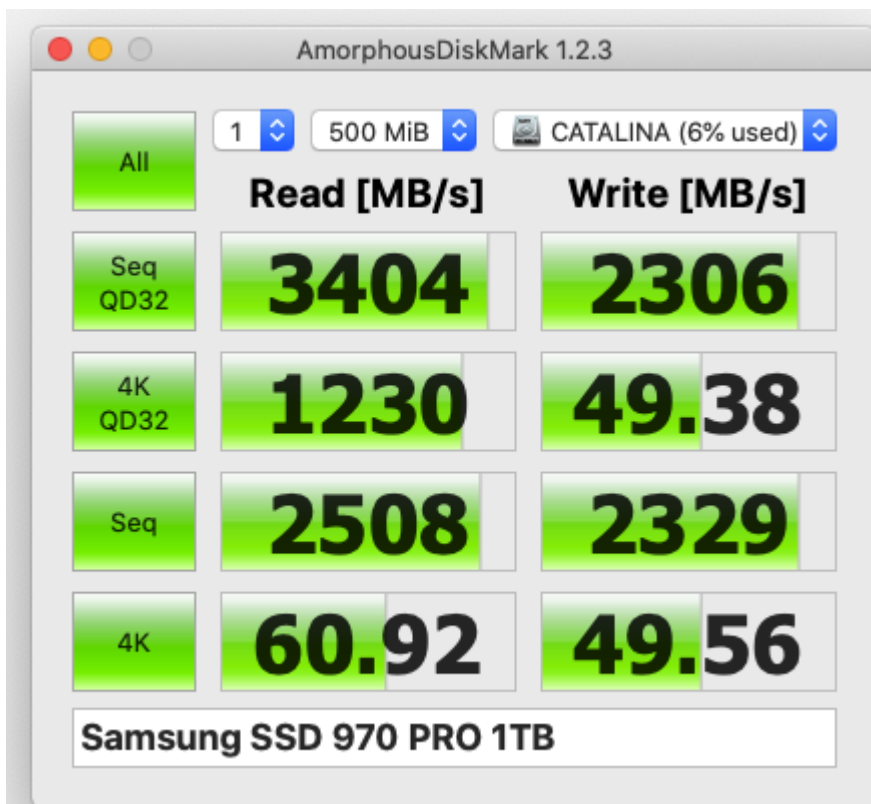 AmorphousDiskMark 1.2.3
All
1 500 MiB CATALINA (6% used)
Read [MB/s] Write [MB/s]
Seq QD32 3404 2306
4K QD32 1230 49.38
Seq 2508 2329
4K 60.92 49.56
Samsung SSD 970 PRO 1TB